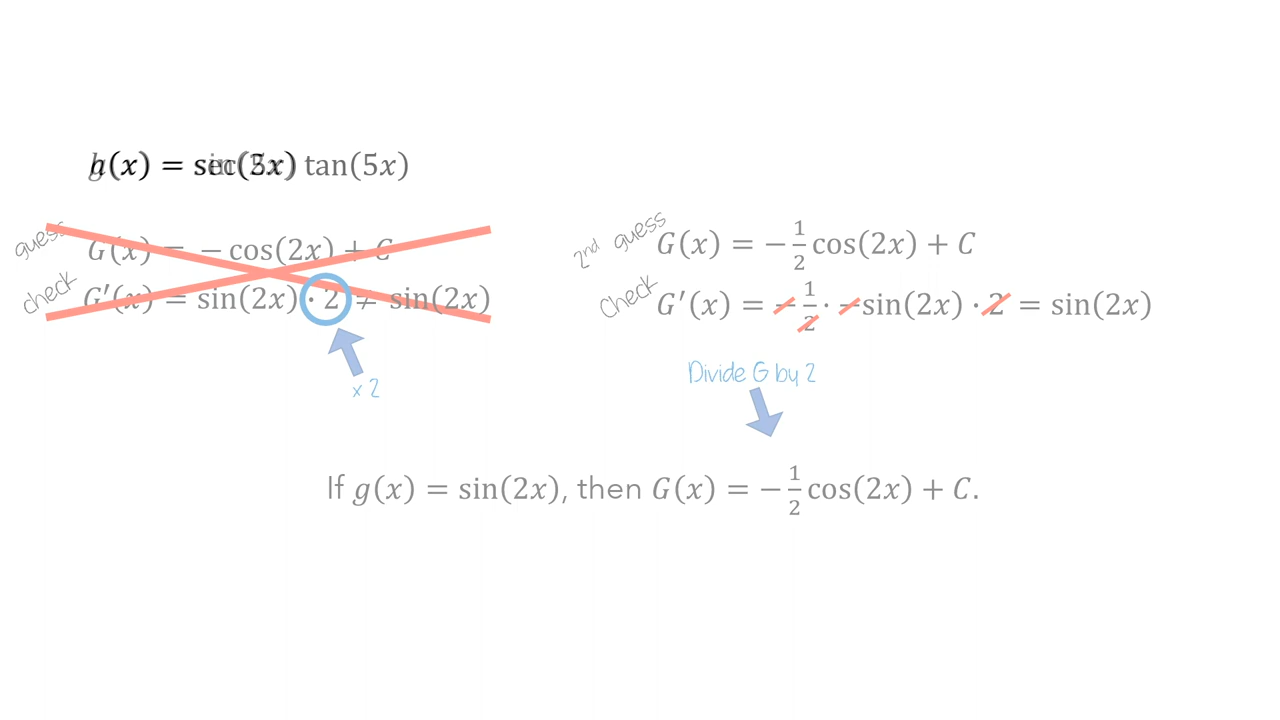 h(x) = sec(5x) tan(5x)
guess G(x) = −cos(2x) + C
check G′(x) = sin(2x) · 2 ≠ sin(2x)
x 2
2nd guess G(x) = −1/2 cos(2x) + C
check G′(x) = −1/2 · −sin(2x) · 2 = sin(2x)
Divide G by 2
If g(x) = sin(2x), then G(x) = −1/2 cos(2x) + C.